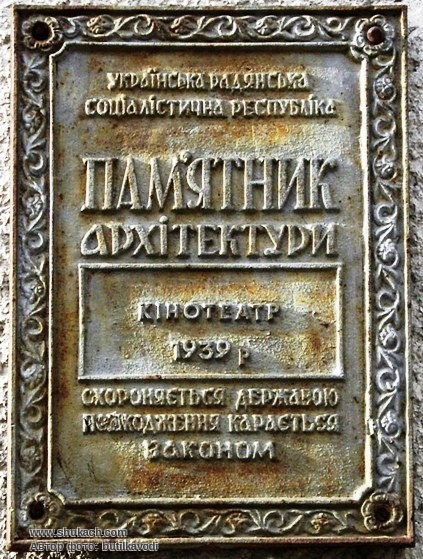 УКРАЇНСЬКА РАДЯНСЬКА
СОЦІАЛІСТИЧНА РЕСПУБЛІКА
ПАМ'ЯТНИК
АРХІТЕКТУРИ
КІНОТЕАТР
1939 р
ОХОРОНЯЄТЬСЯ ДЕРЖАВОЮ
ПОШКОДЖЕННЯ КАРАЄТЬСЯ
ЗАКОНОМ
www.shukach.com
Автор фото: butilkavodi